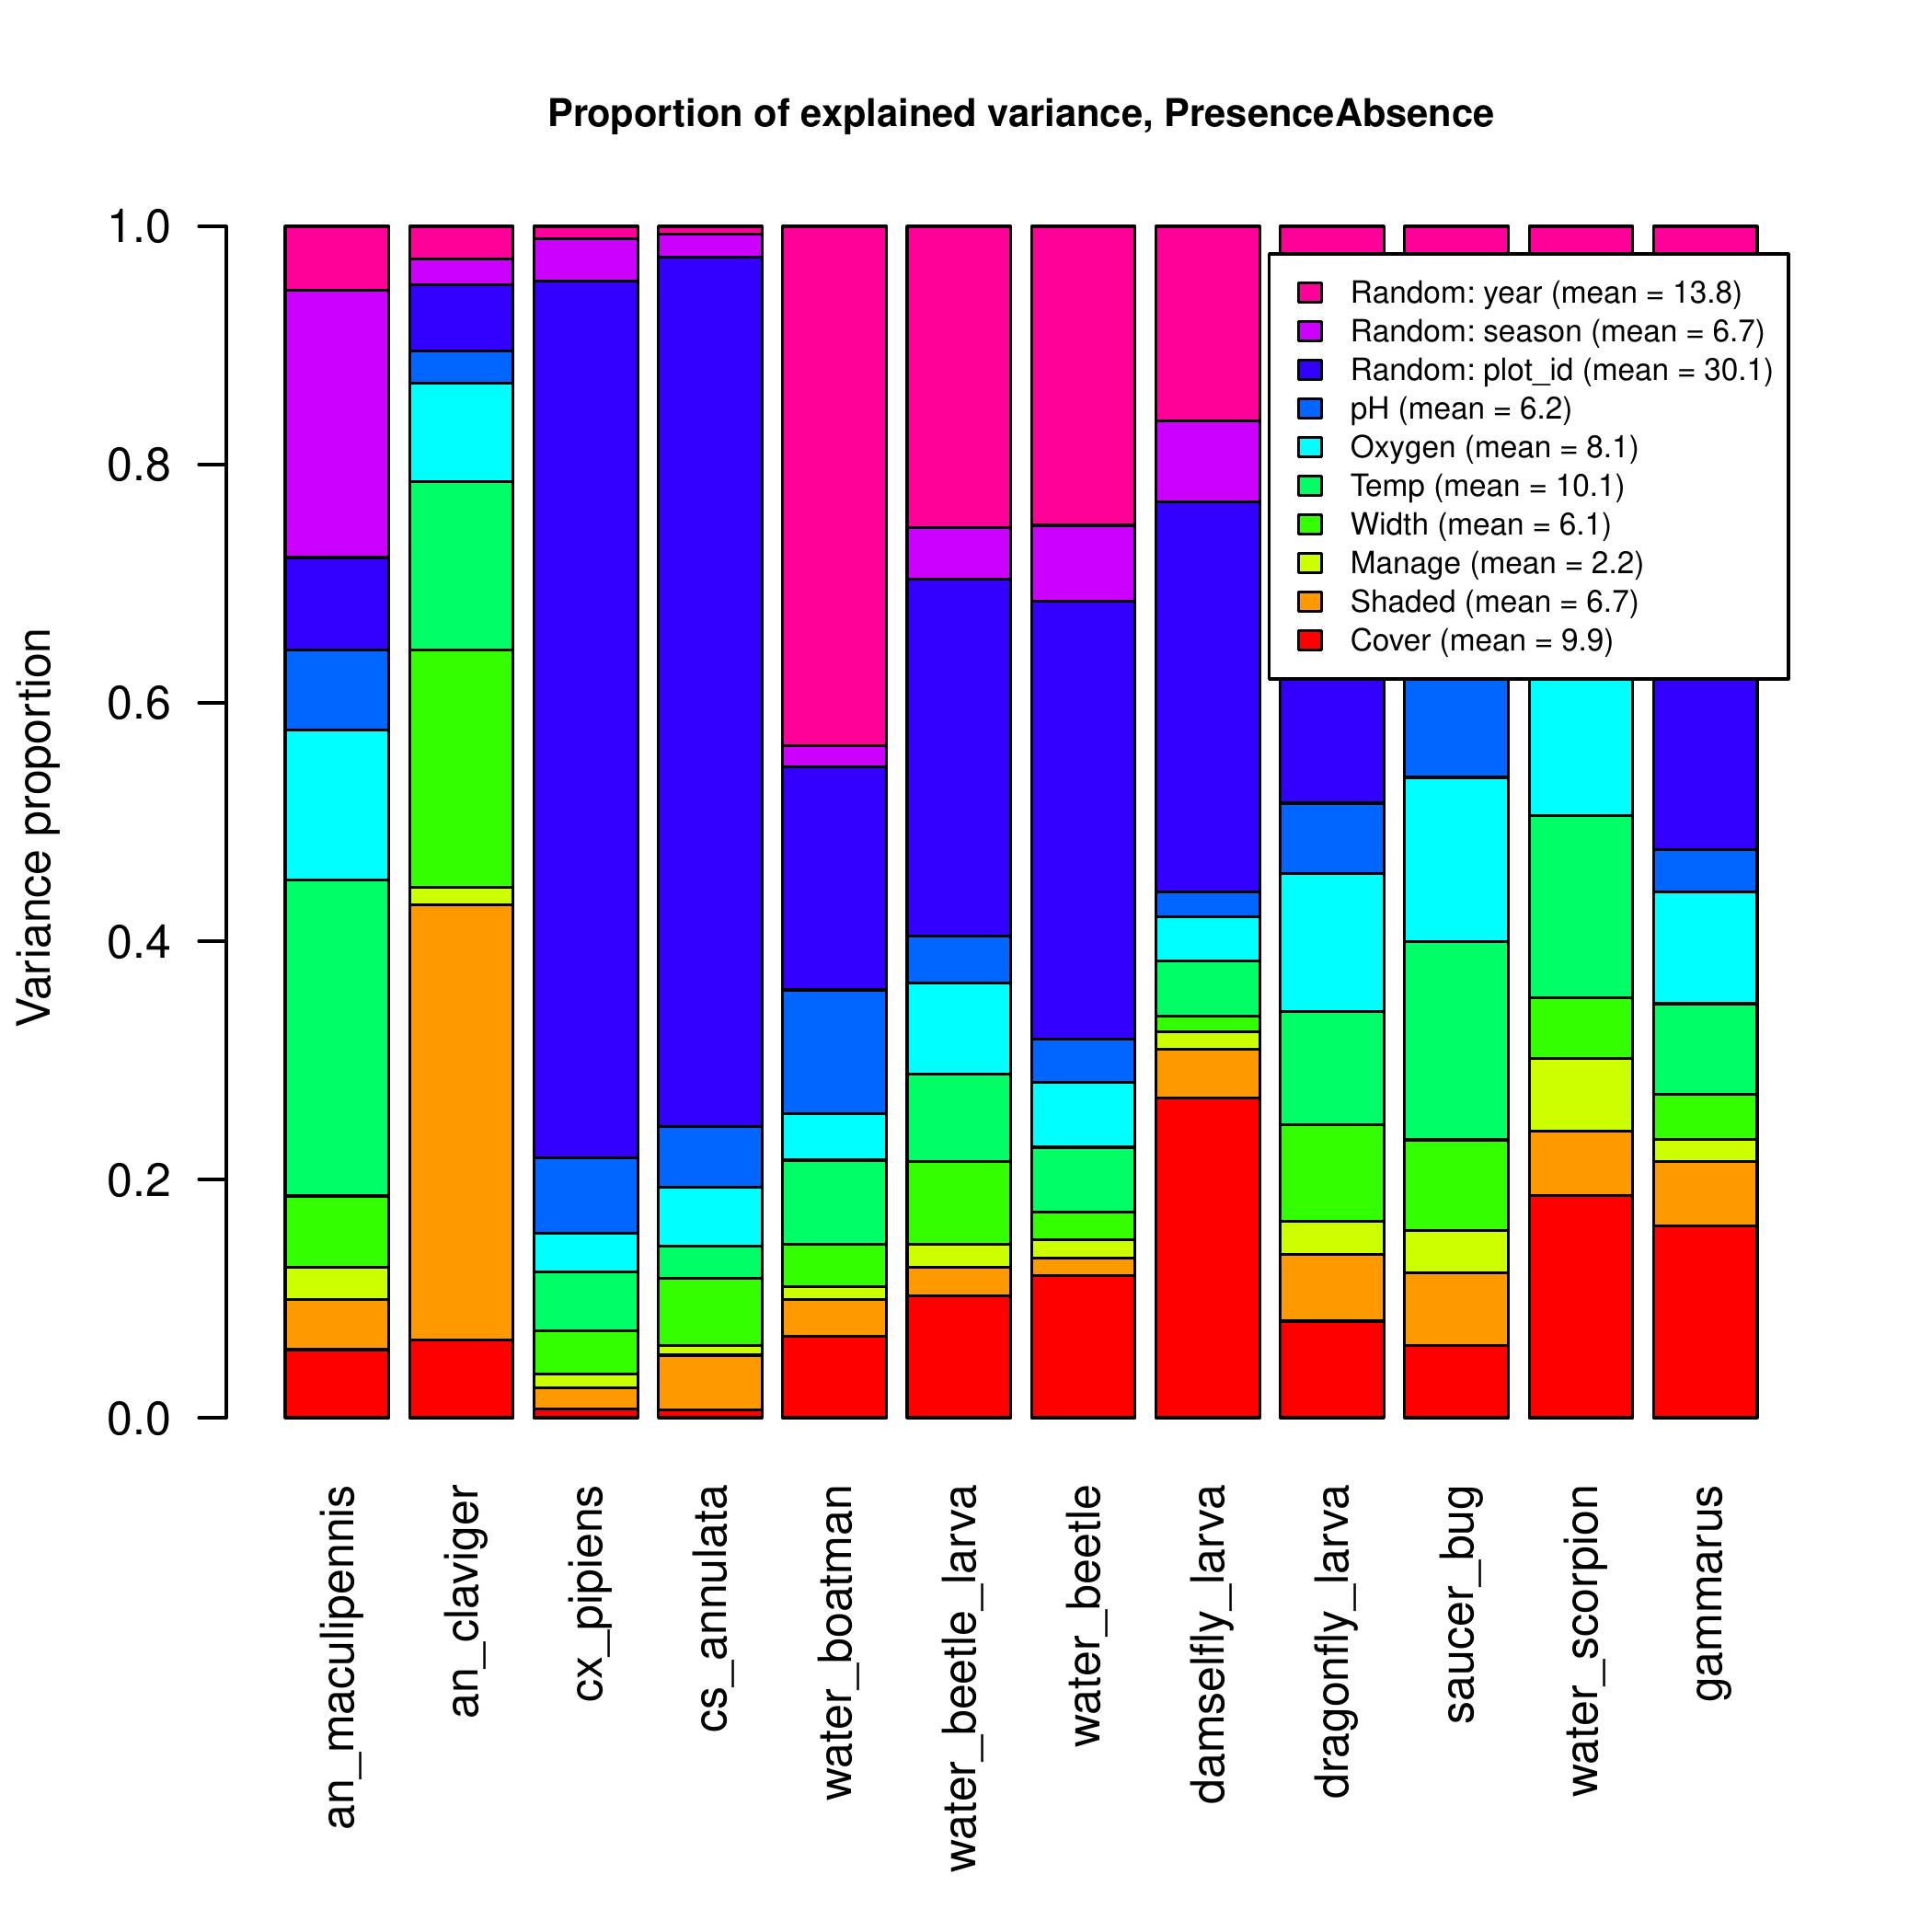 Proportion of explained variance, PresenceAbsence
Variance proportion
1.0
0.8
0.6
0.4
0.2
0.0
Random: year (mean = 13.8)
Random: season (mean = 6.7)
Random: plot_id (mean = 30.1)
pH (mean = 6.2)
Oxygen (mean = 8.1)
Temp (mean = 10.1)
Width (mean = 6.1)
Manage (mean = 2.2)
Shaded (mean = 6.7)
Cover (mean = 9.9)
an_maculipennis
an_claviger
cx_pipiens
cs_annulata
water_boatman
water_beetle_larva
water_beetle
damselfly_larva
dragonfly_larva
saucer_bug
water_scorpion
gammarus